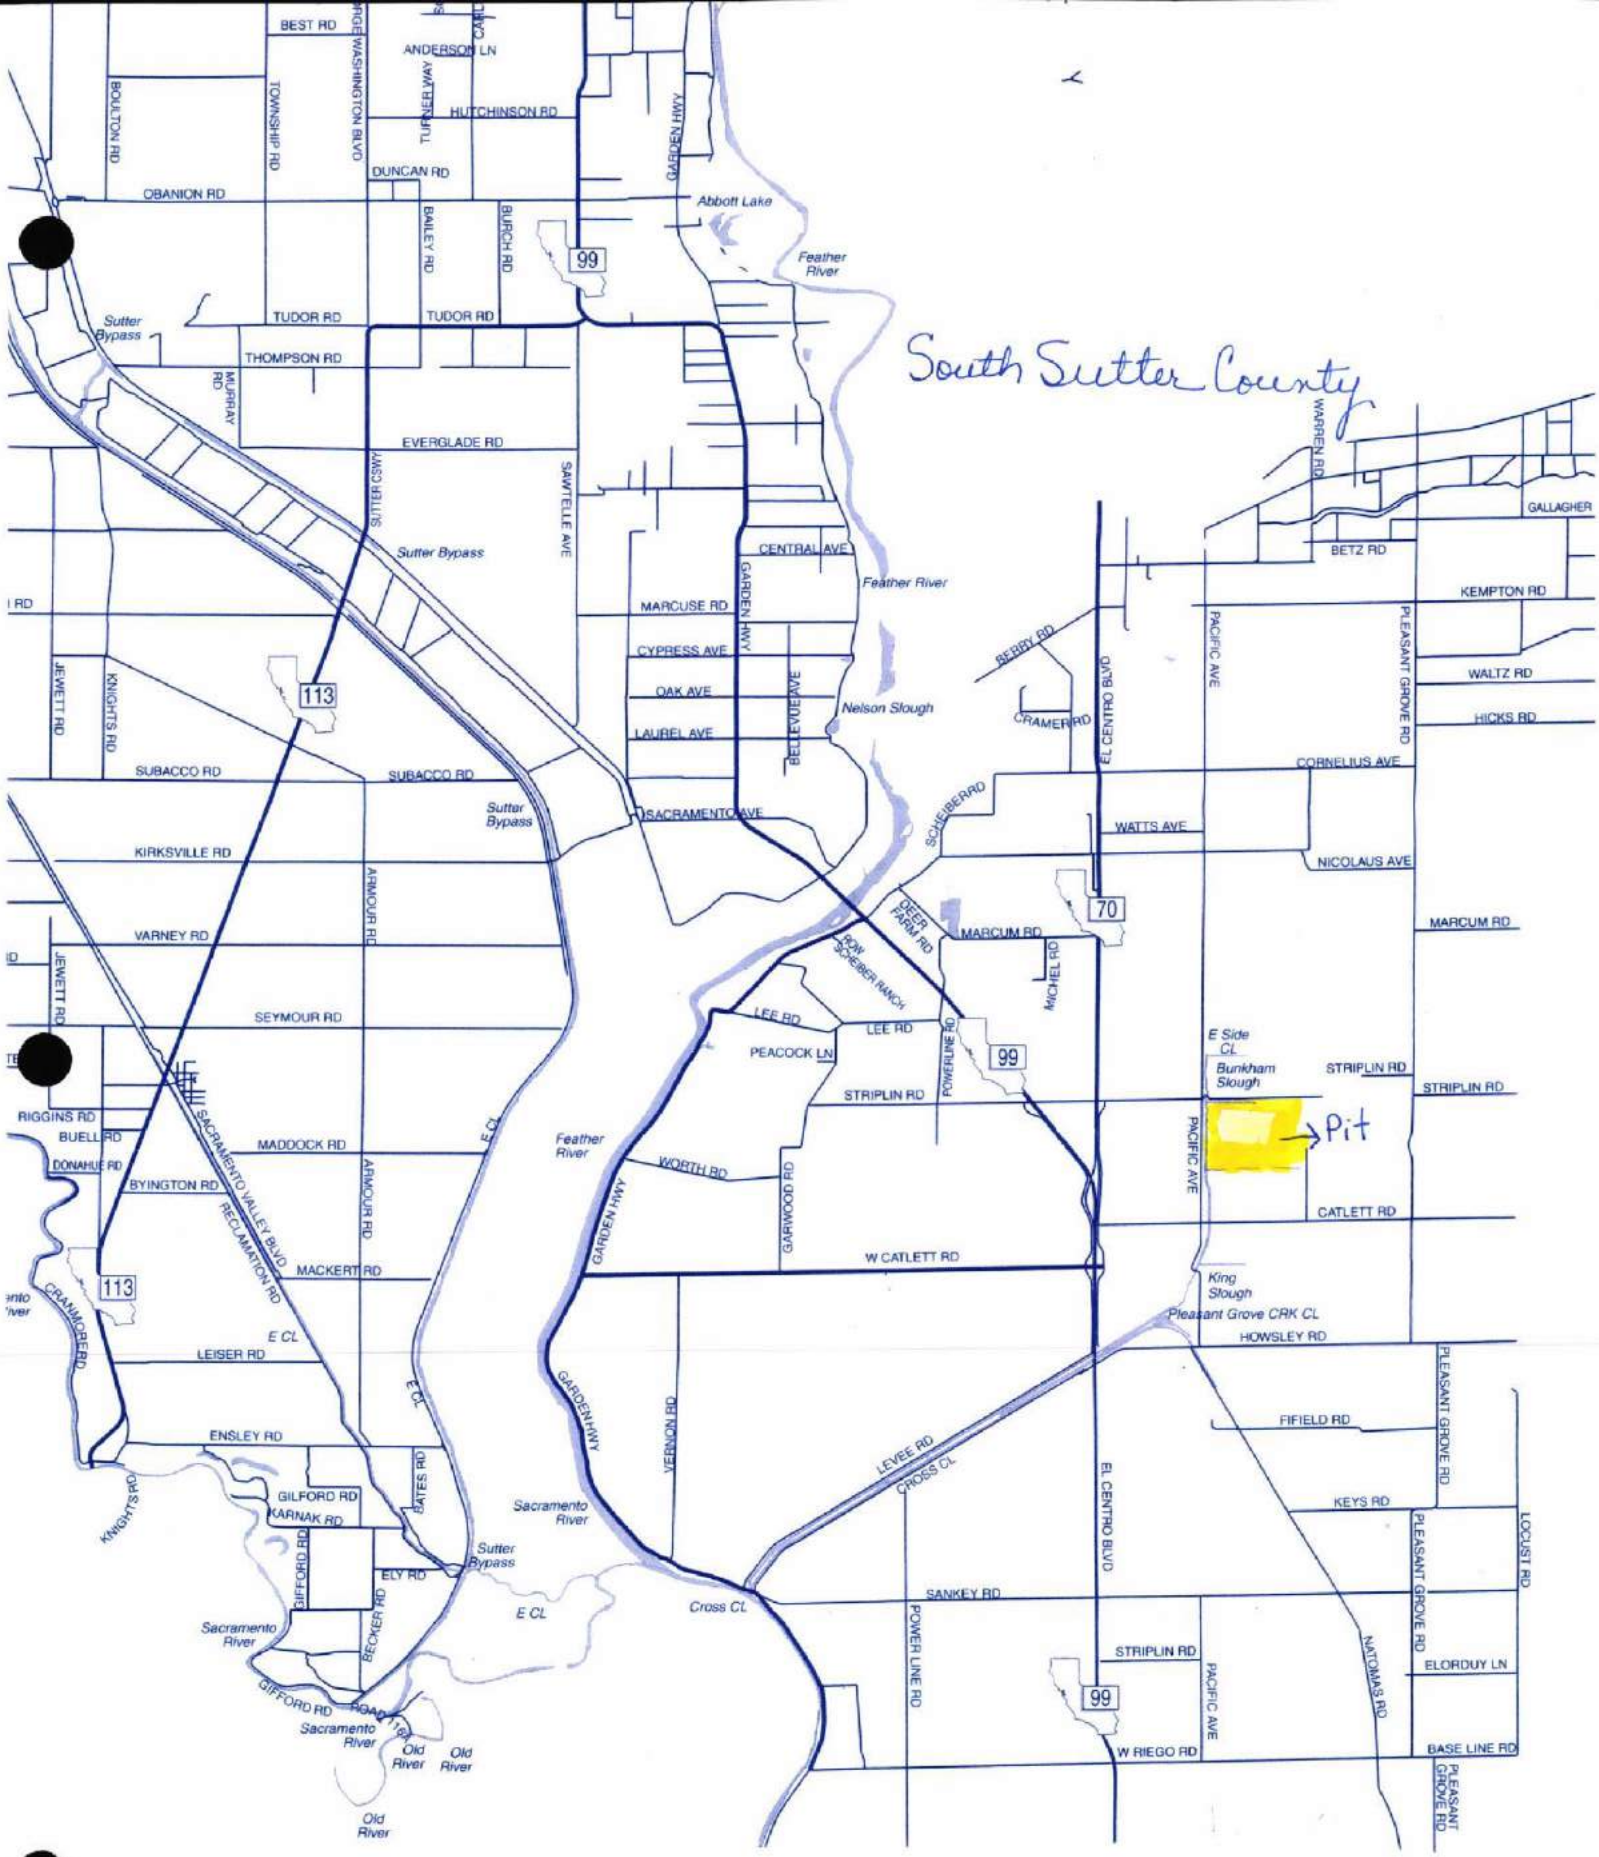 BEST RD
ANDERSON LN
TURNER WAY
HUTCHINSON RD
BOULTON RD
TOWNSHIP RD
RGE WASHINGTON BLVD
GARDEN HWY
DUNCAN RD
OBANION RD
Abbott Lake
BAILEY RD
BURCH RD
99
Feather
River
Sutter
Bypass
TUDOR RD
TUDOR RD
THOMPSON RD
MURRAY
RD
South Sutter County
WARREN RD
EVERGLADE RD
SUTTER CSWY
SAWTELLE AVE
GALLAGHER
Sutter Bypass
CENTRAL AVE
BETZ RD
Feather River
GARDEN HWY
MARCUSE RD
KEMPTON RD
I RD
PACIFIC AVE
PLEASANT GROVE RD
BERRY RD
CYPRESS AVE
WALTZ RD
JEWETT RD
KNIGHTS RD
113
OAK AVE
BELLEVUE AVE
Nelson Slough
CRAMER RD
EL CENTRO BLVD
HICKS RD
LAUREL AVE
CORNELIUS AVE
SUBACCO RD
SUBACCO RD
Sutter
Bypass
SACRAMENTO AVE
SCHEIBER RD
WATTS AVE
KIRKSVILLE RD
NICOLAUS AVE
ARMOUR RD
70
DEER
FARM RD
MARCUM RD
MARCUM RD
VARNEY RD
ROW
SCHEIBER RANCH
MICHEL RD
JEWETT RD
SEYMOUR RD
LEE RD
LEE RD
POWERLINE RD
99
PEACOCK LN
E Side
CL
Bunkham
Slough
STRIPLIN RD
STRIPLIN RD
STRIPLIN RD
RIGGINS RD
BUELL RD
SACRAMENTO VALLEY BLVD
MADDOCK RD
E CL
Feather
River
PACIFIC AVE
Pit
DONAHUE RD
BYINGTON RD
ARMOUR RD
WORTH RD
GARWOOD RD
GARDEN HWY
RECLAMATION RD
CATLETT RD
W CATLETT RD
MACKERT RD
113
CRANMORE RD
King
Slough
Pleasant Grove CRK CL
HOWSLEY RD
E CL
LEISER RD
E CL
GARDEN HWY
VERNON RD
PLEASANT GROVE RD
FIFIELD RD
ENSLEY RD
LEVEE RD
CROSS CL
KNIGHTS RD
GILFORD RD
BATES RD
KARNAK RD
Sacramento
River
EL CENTRO BLVD
KEYS RD
LOCUST RD
PLEASANT GROVE RD
GIFFORD RD
ELY RD
Sutter
Bypass
BECKER RD
E CL
Cross CL
SANKEY RD
Sacramento
River
POWER LINE RD
STRIPLIN RD
PACIFIC AVE
NATOMAS RD
ELORDUY LN
GIFFORD RD
ROAD 116A
Sacramento
River
Old
River
Old
River
99
W RIEGO RD
BASE LINE RD
PLEASANT
GROVE RD
Old
River